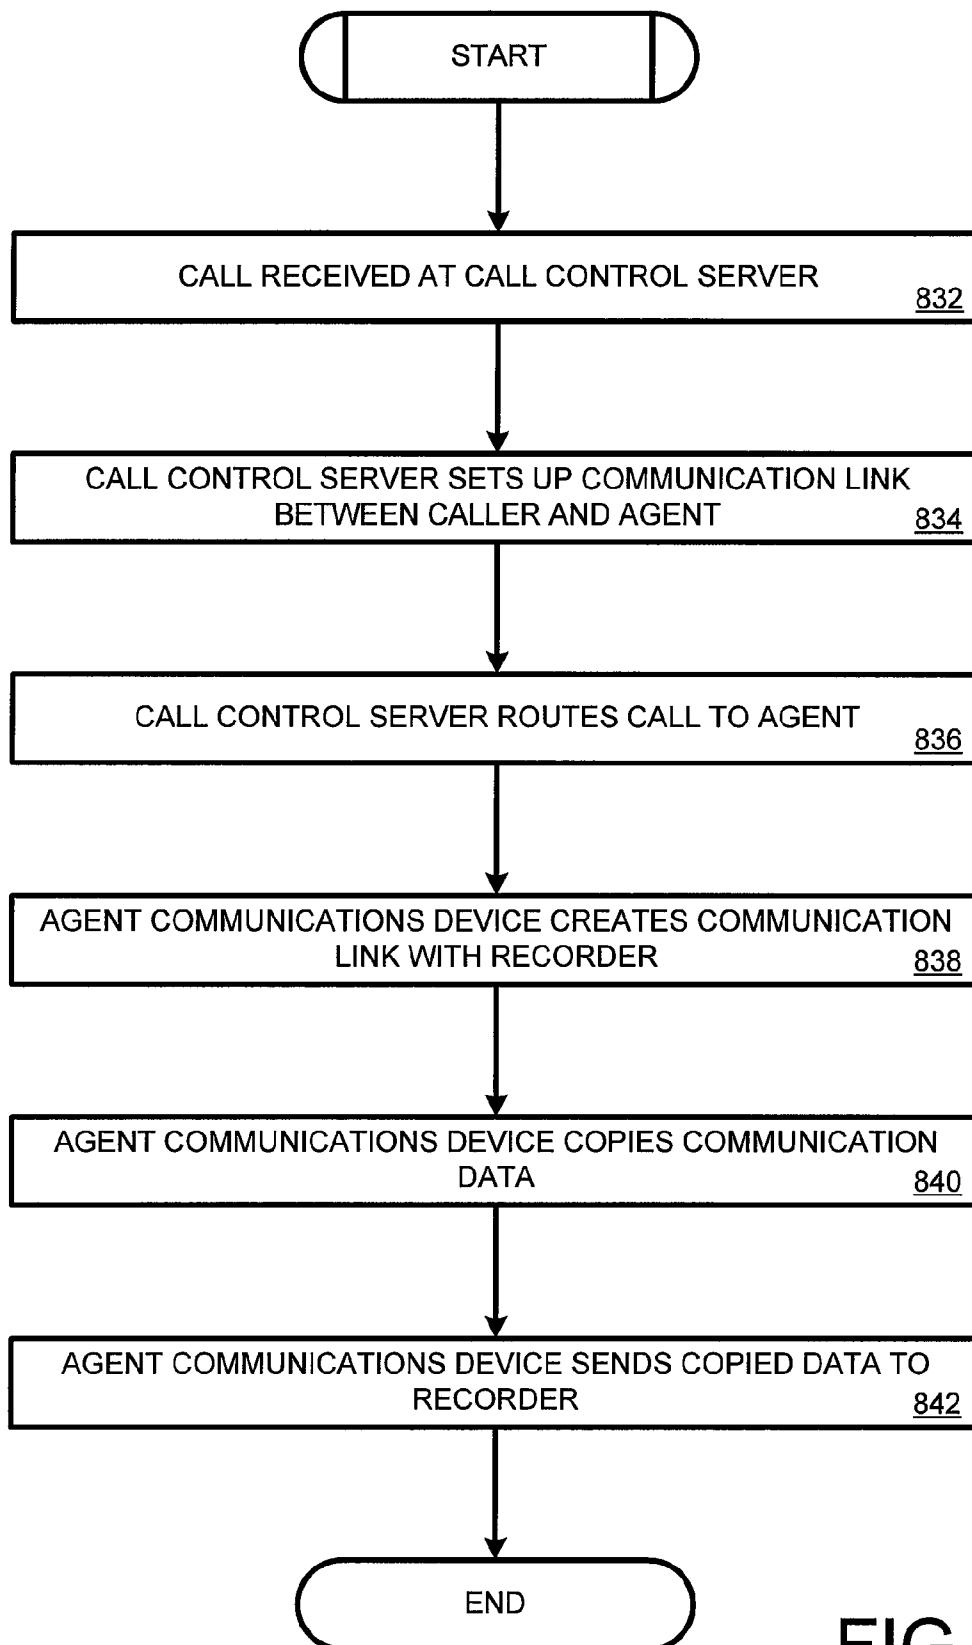 START
CALL RECEIVED AT CALL CONTROL SERVER
832
CALL CONTROL SERVER SETS UP COMMUNICATION LINK
BETWEEN CALLER AND AGENT
834
CALL CONTROL SERVER ROUTES CALL TO AGENT
836
AGENT COMMUNICATIONS DEVICE CREATES COMMUNICATION
LINK WITH RECORDER
838
AGENT COMMUNICATIONS DEVICE COPIES COMMUNICATION
DATA
840
AGENT COMMUNICATIONS DEVICE SENDS COPIED DATA TO
RECORDER
842
END
FIG